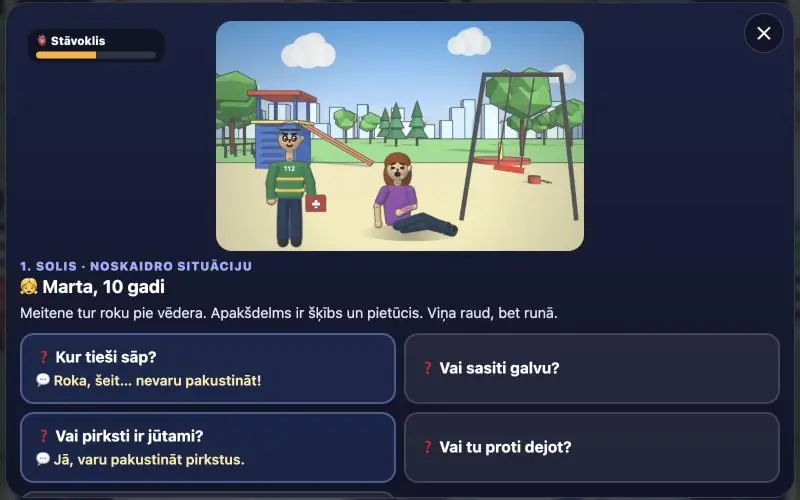 Stāvoklis
112
1. SOLIS · NOSKAIDRO SITUĀCIJU
Marta, 10 gadi
Meitene tur roku pie vēdera. Apakšdelms ir šķībs un pietūcis. Viņa raud, bet runā.
Kur tieši sāp?
Roka, šeit... nevaru pakustināt!
Vai sasiti galvu?
Vai pirksti ir jūtami?
Jā, varu pakustināt pirkstus.
Vai tu proti dejot?